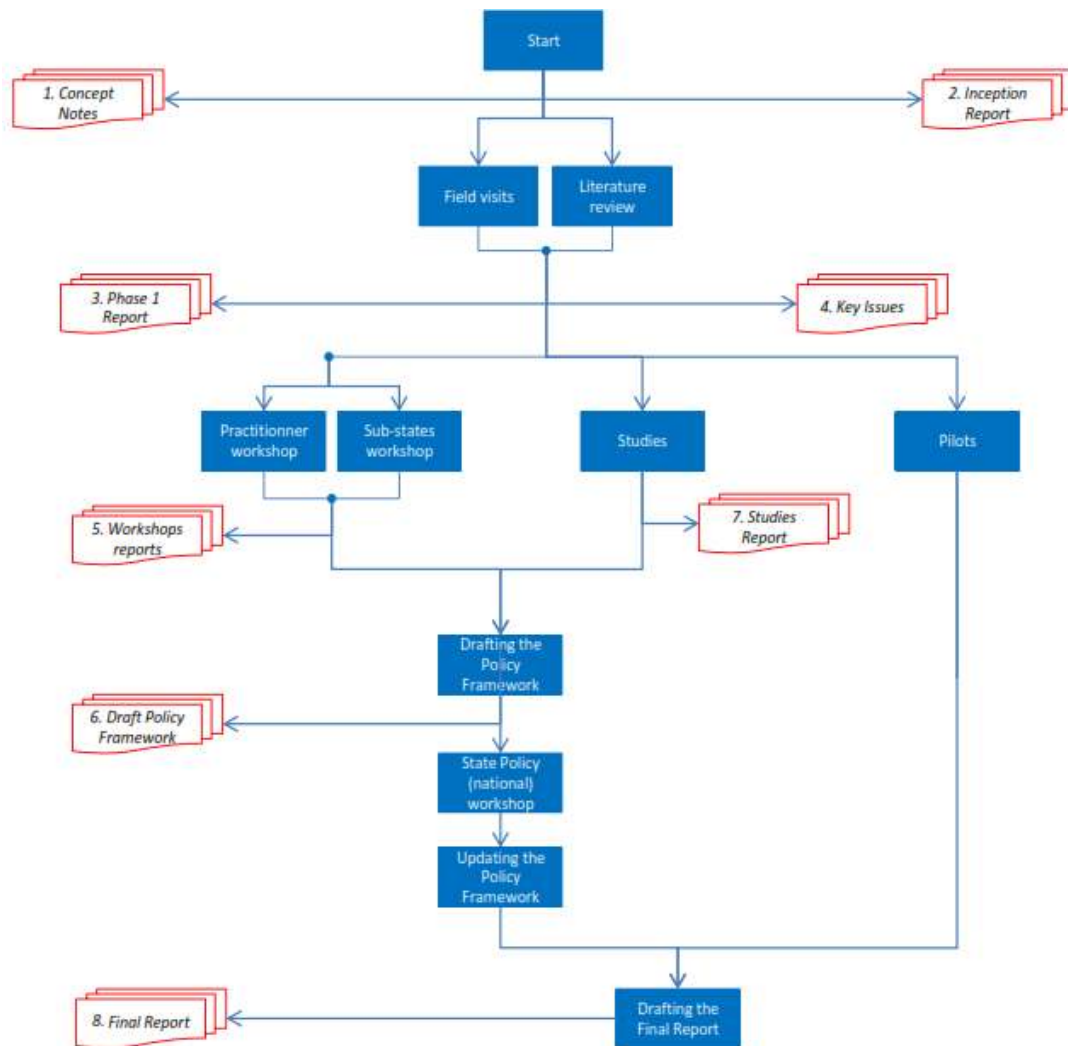 Start
1. Concept
Notes
2. Inception
Report
Field visits
Literature
review
3. Phase 1
Report
4. Key Issues
Practitionner
workshop
Sub-states
workshop
Studies
Pilots
5. Workshops
reports
7. Studies
Report
Drafting the
Policy
Framework
6. Draft Policy
Framework
State Policy
(national)
workshop
Updating the
Policy
Framework
8. Final Report
Drafting the
Final Report